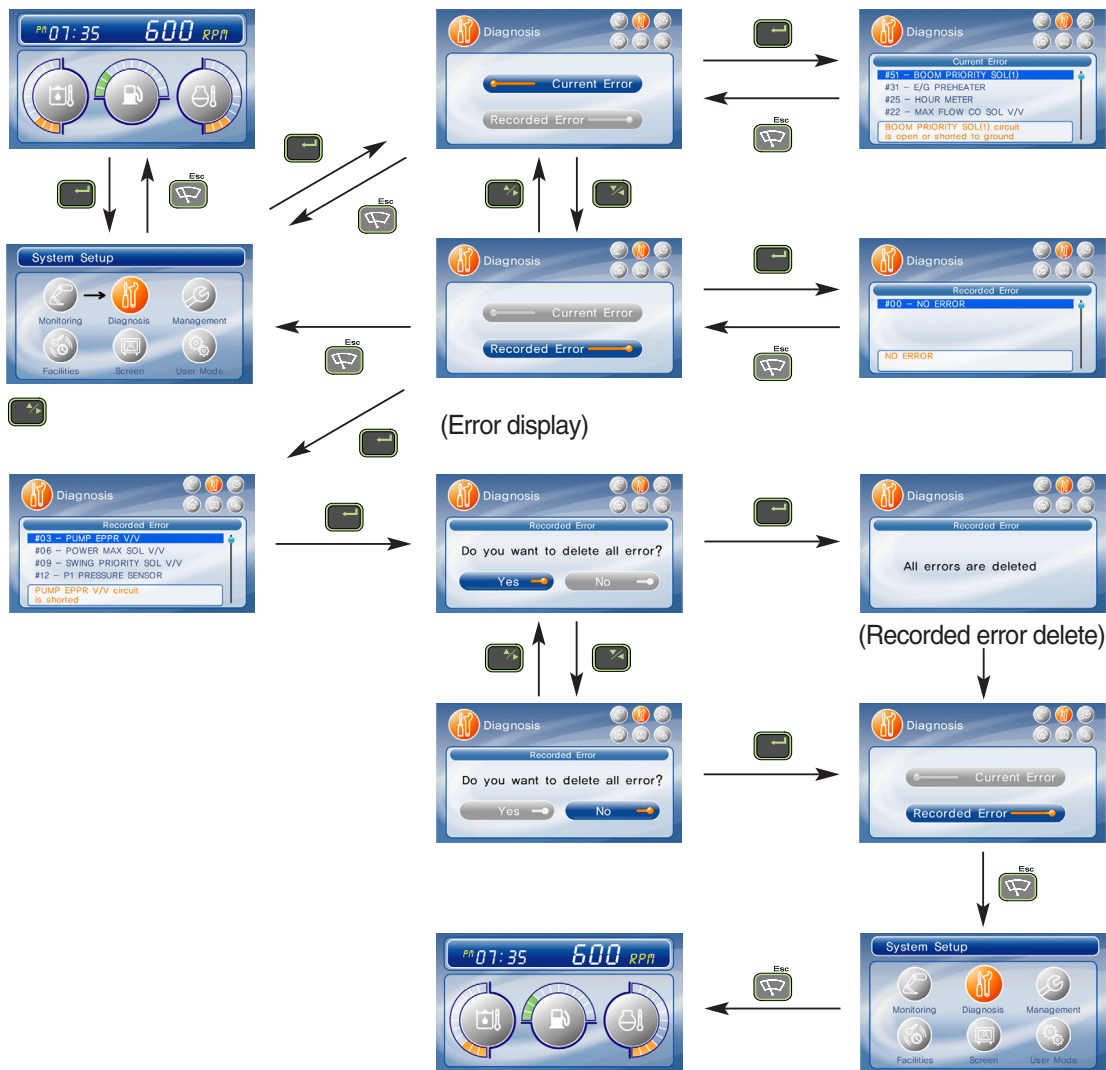 PM 07:35 600 RPM
Diagnosis
Current Error
Recorded Error
Diagnosis
Current Error
#51 – BOOM PRIORITY SOL(1)
#31 – E/G PREHEATER
#25 – HOUR METER
#22 – MAX FLOW CO SOL V/V
BOOM PRIORITY SOL(1) circuit
is open or shorted to ground
Esc
Esc
Esc
System Setup
Monitoring Diagnosis Management
Facilities Screen User Mode
Diagnosis
Current Error
Recorded Error
Diagnosis
Recorded Error
#00 – NO ERROR
NO ERROR
Esc
Esc
(Error display)
Diagnosis
Recorded Error
#03 – PUMP EPPR V/V
#06 – POWER MAX SOL V/V
#09 – SWING PRIORITY SOL V/V
#12 – P1 PRESSURE SENSOR
PUMP EPPR V/V circuit
is shorted
Diagnosis
Recorded Error
Do you want to delete all error?
Yes No
Diagnosis
Recorded Error
All errors are deleted
(Recorded error delete)
Diagnosis
Recorded Error
Do you want to delete all error?
Yes No
Diagnosis
Current Error
Recorded Error
Esc
PM 07:35 600 RPM
Esc
System Setup
Monitoring Diagnosis Management
Facilities Screen User Mode